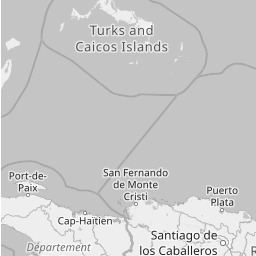 Turks and
Caicos Islands
San Fernando
de Monte
Cristi
Port-de-
Paix
Puerto
Plata
Cap-Haïtien
Santiago de
los Caballeros
Département